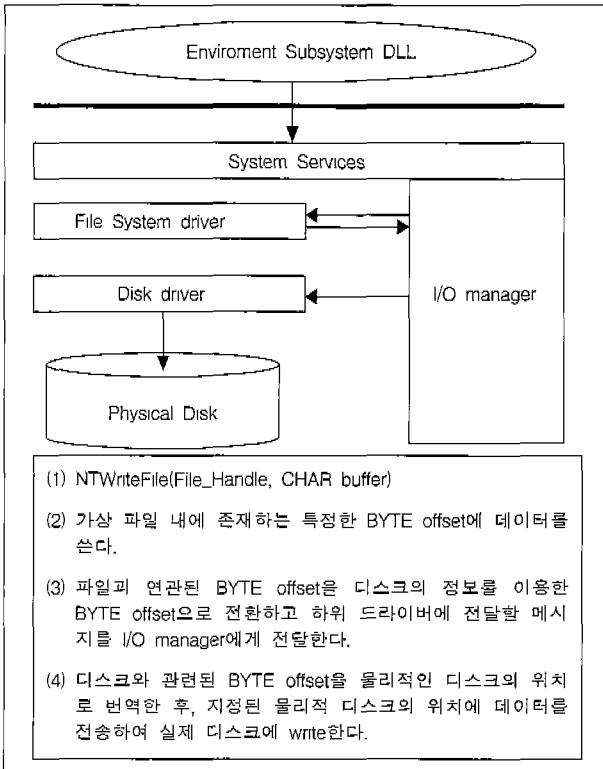 Enviroment Subsystem DLL
System Services
File System driver
Disk driver
I/O manager
Physical Disk
(1) NTWriteFile(File_Handle, CHAR buffer)
(2) 가상 파일 내에 존재하는 특정한 BYTE offset에 데이터를
쓴다.
(3) 파일과 연관된 BYTE offset을 디스크의 정보를 이용한
BYTE offset으로 전환하고 하위 드라이버에 전달할 메시
지를 I/O manager에게 전달한다.
(4) 디스크와 관련된 BYTE offset을 물리적인 디스크의 위치
로 번역한 후, 지정된 물리적 디스크의 위치에 데이터를
전송하여 실제 디스크에 write한다.